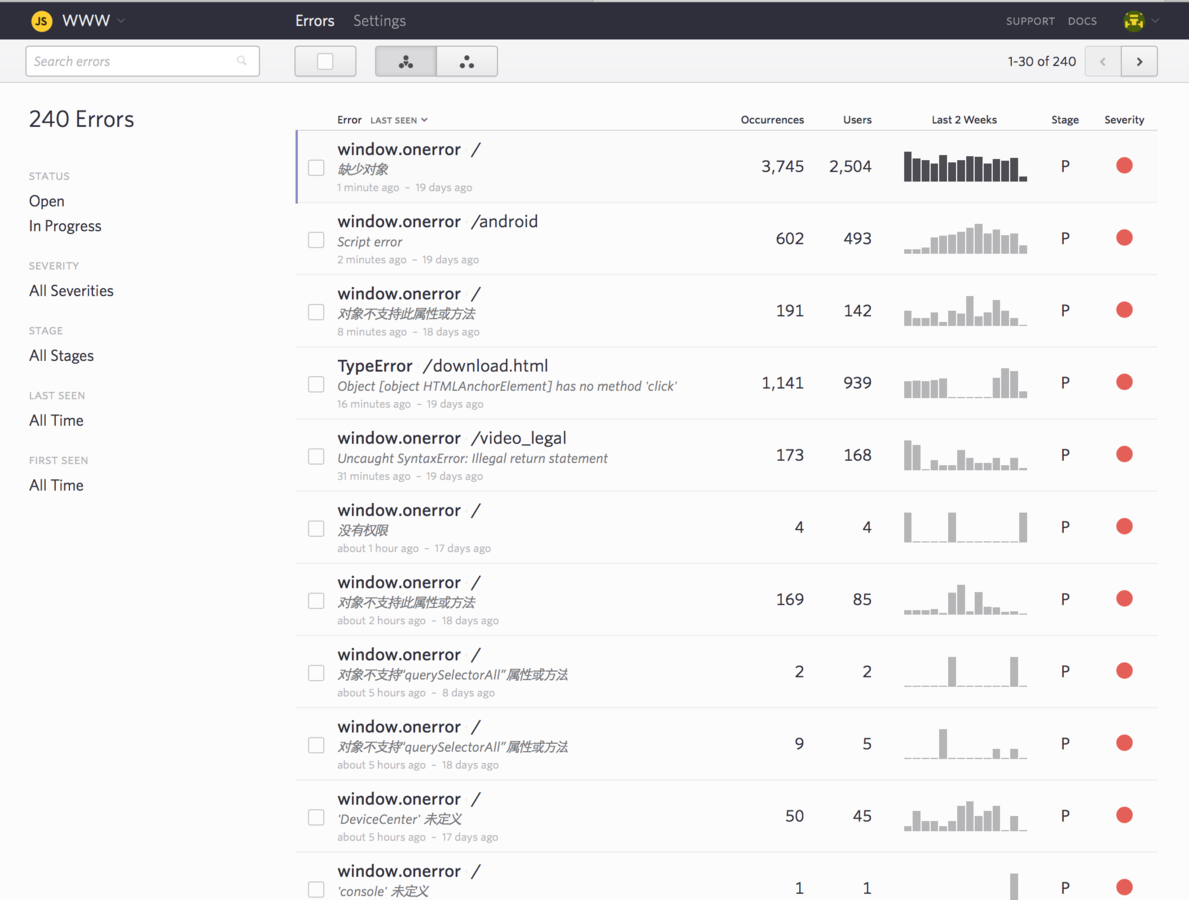 JS WWW Errors Settings SUPPORT DOCS
Search errors 1-30 of 240
240 Errors
STATUS
Open
In Progress
SEVERITY
All Severities
STAGE
All Stages
LAST SEEN
All Time
FIRST SEEN
All Time
Error LAST SEEN Occurrences Users Last 2 Weeks Stage Severity
window.onerror /
缺少对象
1 minute ago – 19 days ago
3,745 2,504 P
window.onerror /android
Script error
2 minutes ago – 19 days ago
602 493 P
window.onerror /
对象不支持此属性或方法
8 minutes ago – 18 days ago
191 142 P
TypeError /download.html
Object [object HTMLAnchorElement] has no method 'click'
16 minutes ago – 19 days ago
1,141 939 P
window.onerror /video_legal
Uncaught SyntaxError: Illegal return statement
31 minutes ago – 19 days ago
173 168 P
window.onerror /
没有权限
about 1 hour ago – 17 days ago
4 4 P
window.onerror /
对象不支持此属性或方法
about 2 hours ago – 18 days ago
169 85 P
window.onerror /
对象不支持“querySelectorAll”属性或方法
about 5 hours ago – 8 days ago
2 2 P
window.onerror /
对象不支持“querySelectorAll”属性或方法
about 5 hours ago – 18 days ago
9 5 P
window.onerror /
'DeviceCenter' 未定义
about 5 hours ago – 17 days ago
50 45 P
window.onerror /
'console' 未定义
1 1 P